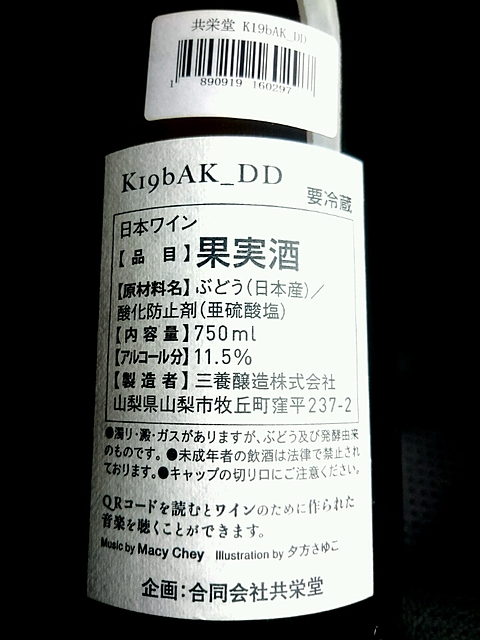 共栄堂 K19bAK_DD
1 890919 160297
K19bAK_DD
要冷蔵
日本ワイン
【品目】果実酒
【原材料名】ぶどう(日本産)/
酸化防止剤(亜硫酸塩)
【内容量】750ml
【アルコール分】11.5%
【製造者】三養醸造株式会社
山梨県山梨市牧丘町窪平237-2
●濁り・澱・ガスがありますが、ぶどう及び発酵由来
のものです。●未成年者の飲酒は法律で禁止され
ております。●キャップの切り口にご注意ください。
QRコードを読むとワインのために作られた
音楽を聴くことができます。
Music by Macy Chey Illustration by 夕方さゆこ
企画:合同会社共栄堂